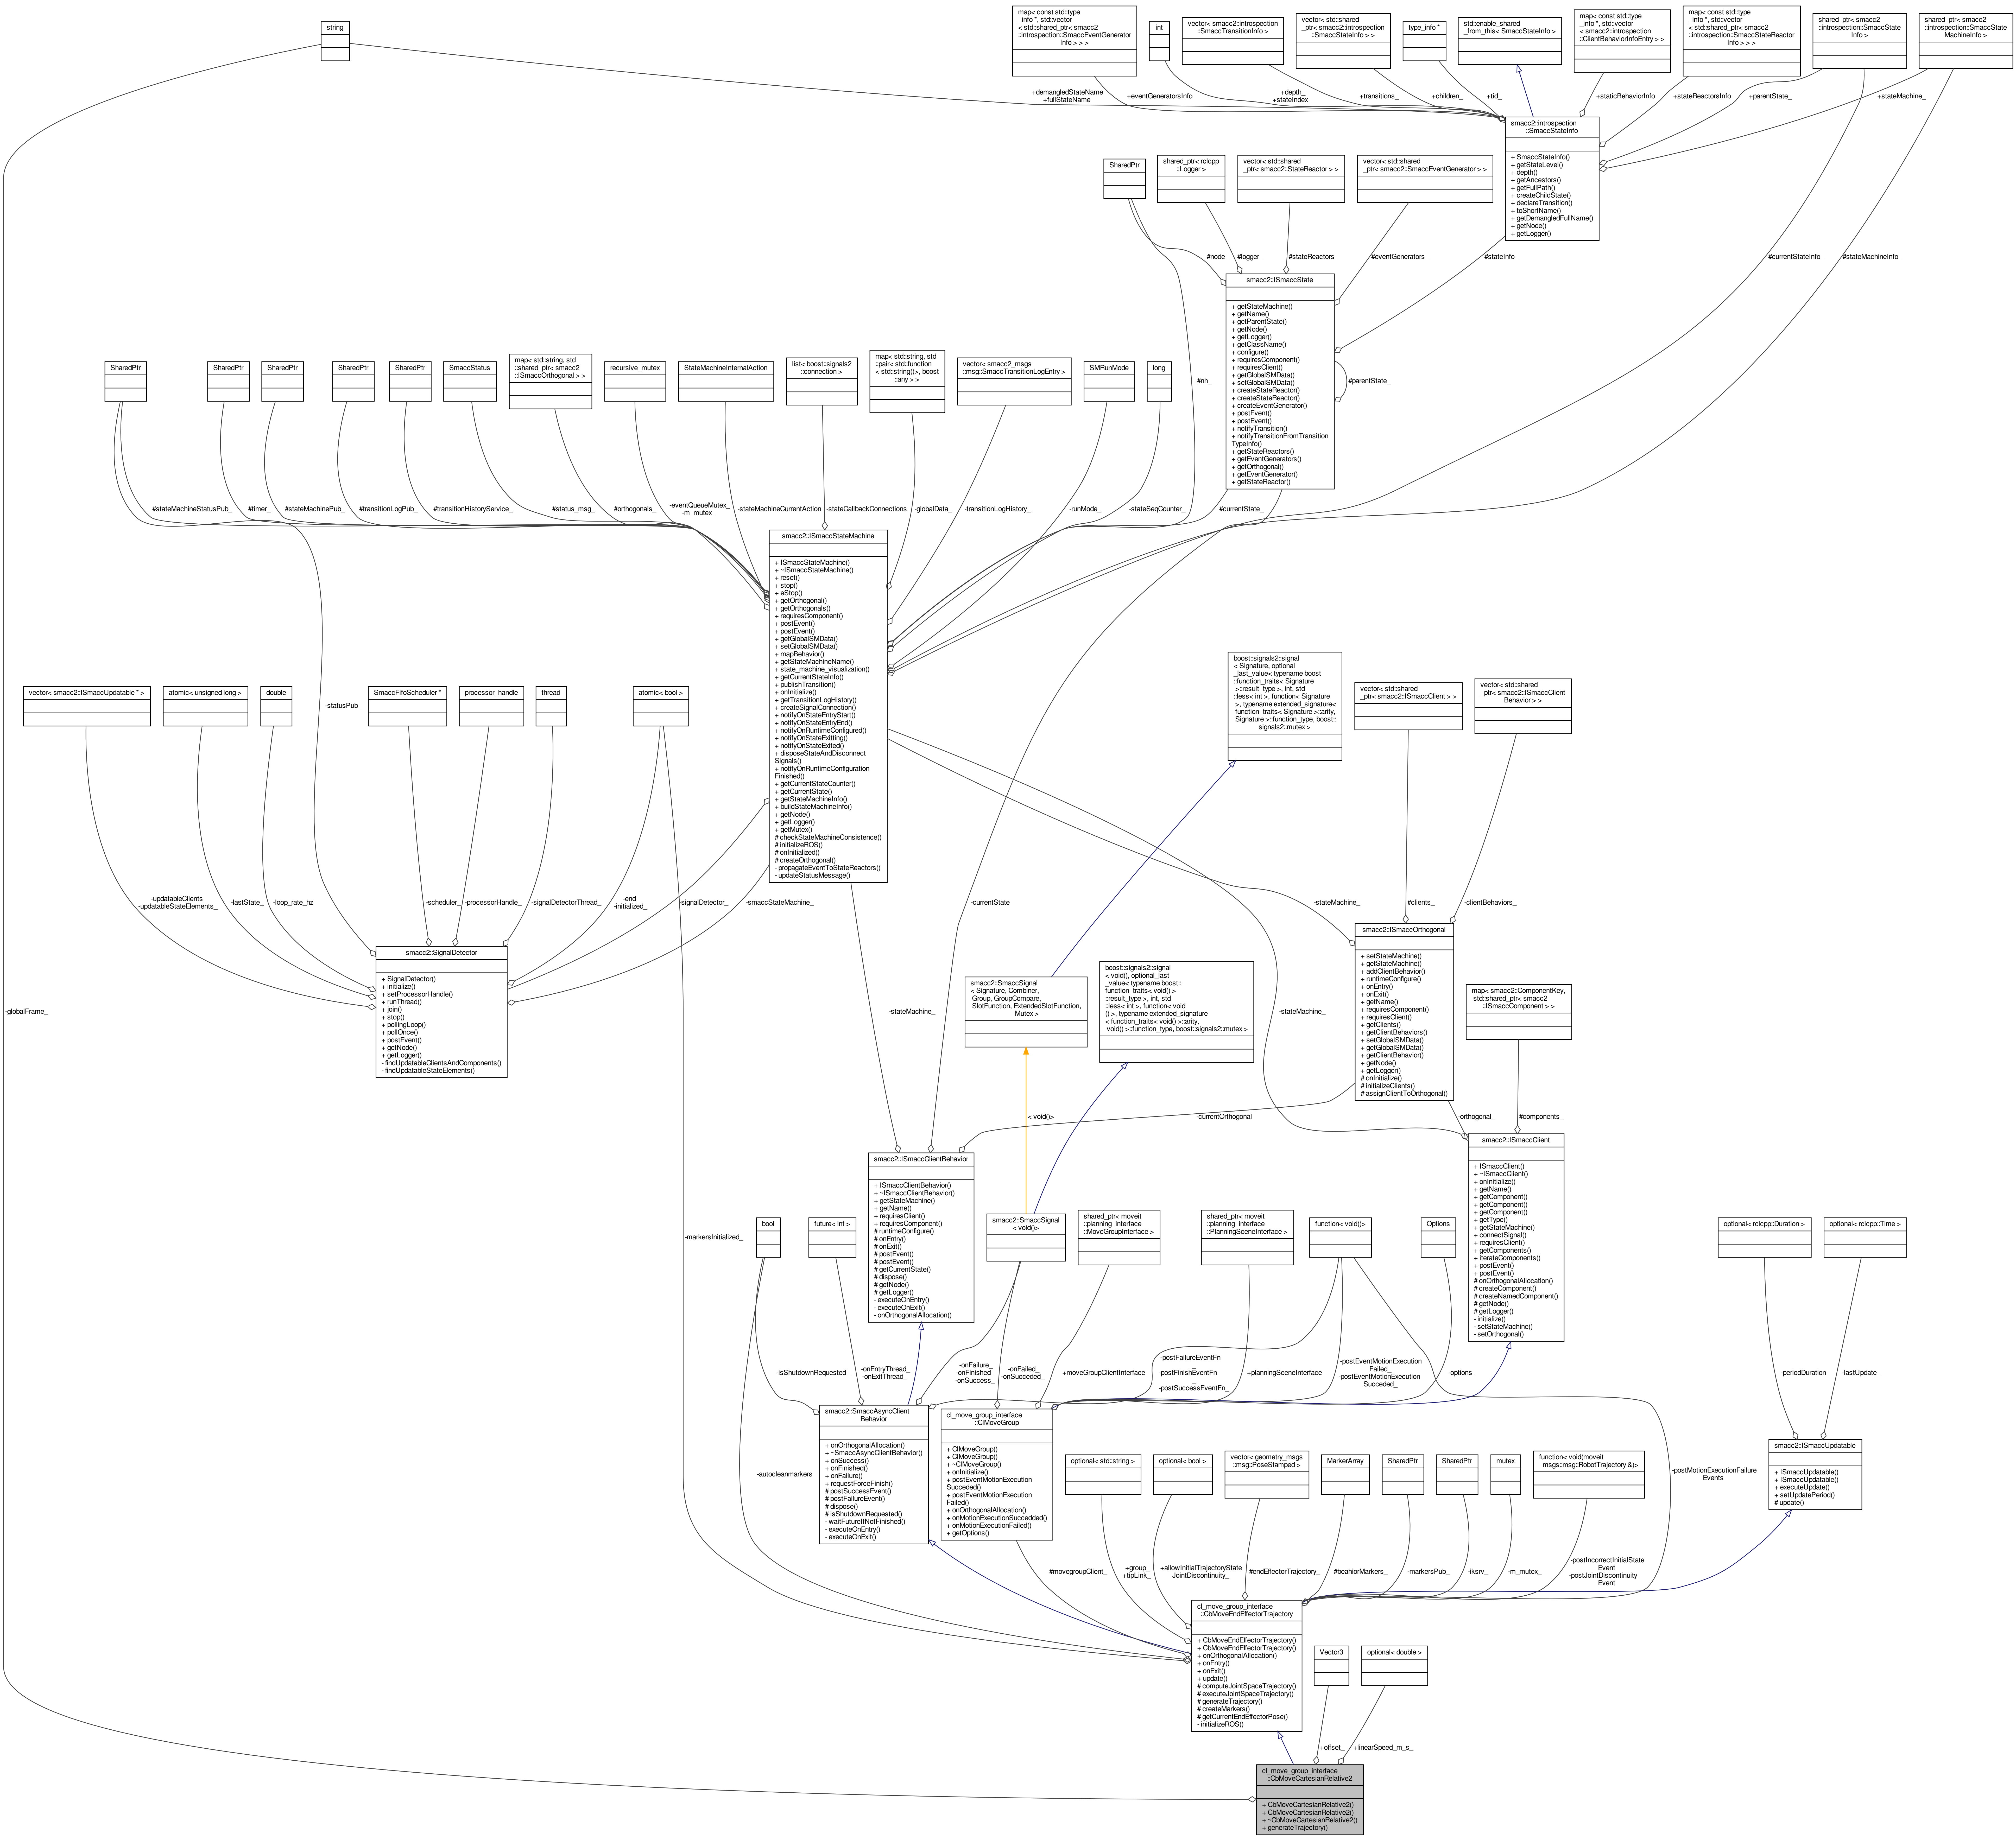 string
map< const std::type
_info *, std::vector
< std::shared_ptr< smacc2
::introspection::SmaccEventGenerator
Info > > >
int
vector< smacc2::introspection
::SmaccTransitionInfo >
vector< std::shared
_ptr< smacc2::introspection
::SmaccStateInfo > >
type_info *
std::enable_shared
_from_this< SmaccStateInfo >
map< const std::type
_info *, std::vector
< smacc2::introspection
::ClientBehaviorInfoEntry > >
map< const std::type
_info *, std::vector
< std::shared_ptr< smacc2
::introspection::SmaccStateReactor
Info > > >
shared_ptr< smacc2
::introspection::SmaccState
Info >
shared_ptr< smacc2
::introspection::SmaccState
MachineInfo >
+demangledStateName
+fullStateName
+eventGeneratorsInfo
+depth_
+stateIndex_
+transitions_
+children_
+tid_
+staticBehaviorInfo
+stateReactorsInfo
+parentState_
+stateMachine_
smacc2::introspection
::SmaccStateInfo
+ SmaccStateInfo()
+ getStateLevel()
+ depth()
+ getAncestors()
+ getFullPath()
+ createChildState()
+ declareTransition()
+ toShortName()
+ getDemangledFullName()
+ getNode()
+ getLogger()
SharedPtr
shared_ptr< rclcpp
::Logger >
vector< std::shared
_ptr< smacc2::StateReactor > >
vector< std::shared
_ptr< smacc2::SmaccEventGenerator > >
#node_
#logger_
#stateReactors_
#eventGenerators_
#stateInfo_
#currentStateInfo_
#stateMachineInfo_
smacc2::ISmaccState
+ getStateMachine()
+ getName()
+ getParentState()
+ getNode()
+ getLogger()
+ getClassName()
+ configure()
+ requiresComponent()
+ requiresClient()
+ getGlobalSMData()
+ setGlobalSMData()
+ createStateReactor()
+ createStateReactor()
+ createEventGenerator()
+ postEvent()
+ postEvent()
+ notifyTransition()
+ notifyTransitionFromTransition
TypeInfo()
+ getStateReactors()
+ getEventGenerators()
+ getOrthogonal()
+ getEventGenerator()
+ getStateReactor()
#parentState_
#nh_
SharedPtr
SharedPtr
SharedPtr
SharedPtr
SharedPtr
SmaccStatus
map< std::string, std
::shared_ptr< smacc2
::ISmaccOrthogonal > >
recursive_mutex
StateMachineInternalAction
list< boost::signals2
::connection >
map< std::string, std
::pair< std::function
< std::string()>, boost
::any > >
vector< smacc2_msgs
::msg::SmaccTransitionLogEntry >
SMRunMode
long
#stateMachineStatusPub_
#timer_
#stateMachinePub_
#transitionLogPub_
#transitionHistoryService_
#status_msg_
#orthogonals_
-eventQueueMutex_
-m_mutex_
-stateMachineCurrentAction
-stateCallbackConnections
-globalData_
-transitionLogHistory_
-runMode_
-stateSeqCounter_
#currentState_
smacc2::ISmaccStateMachine
+ ISmaccStateMachine()
+ ~ISmaccStateMachine()
+ reset()
+ stop()
+ eStop()
+ getOrthogonal()
+ getOrthogonals()
+ requiresComponent()
+ postEvent()
+ postEvent()
+ getGlobalSMData()
+ setGlobalSMData()
+ mapBehavior()
+ getStateMachineName()
+ state_machine_visualization()
+ getCurrentStateInfo()
+ publishTransition()
+ onInitialize()
+ getTransitionLogHistory()
+ createSignalConnection()
+ notifyOnStateEntryStart()
+ notifyOnStateEntryEnd()
+ notifyOnRuntimeConfigured()
+ notifyOnStateExitting()
+ notifyOnStateExited()
+ disposeStateAndDisconnect
Signals()
+ notifyOnRuntimeConfiguration
Finished()
+ getCurrentStateCounter()
+ getCurrentState()
+ getStateMachineInfo()
+ buildStateMachineInfo()
+ getNode()
+ getLogger()
+ getMutex()
# checkStateMachineConsistence()
# initializeROS()
# onInitialized()
# createOrthogonal()
- propagateEventToStateReactors()
- updateStatusMessage()
vector< smacc2::ISmaccUpdatable * >
atomic< unsigned long >
double
SmaccFifoScheduler *
processor_handle
thread
atomic< bool >
-statusPub_
boost::signals2::signal
< Signature, optional
_last_value< typename boost
::function_traits< Signature
>::result_type >, int, std
::less< int >, function< Signature
>, typename extended_signature<
function_traits< Signature >::arity,
Signature >::function_type, boost::
signals2::mutex >
vector< std::shared
_ptr< smacc2::ISmaccClient > >
vector< std::shared
_ptr< smacc2::ISmaccClient
Behavior > >
-updatableClients_
-updatableStateElements_
-lastState_
-loop_rate_hz
-scheduler_
-processorHandle_
-signalDetectorThread_
-end_
-initialized_
-signalDetector_
-smaccStateMachine_
-currentState
-stateMachine_
#clients_
-clientBehaviors_
smacc2::SignalDetector
+ SignalDetector()
+ initialize()
+ setProcessorHandle()
+ runThread()
+ join()
+ stop()
+ pollingLoop()
+ pollOnce()
+ postEvent()
+ getNode()
+ getLogger()
- findUpdatableClientsAndComponents()
- findUpdatableStateElements()
smacc2::ISmaccOrthogonal
+ setStateMachine()
+ getStateMachine()
+ addClientBehavior()
+ runtimeConfigure()
+ onEntry()
+ onExit()
+ getName()
+ requiresComponent()
+ requiresClient()
+ getClients()
+ getClientBehaviors()
+ setGlobalSMData()
+ getGlobalSMData()
+ getClientBehavior()
+ getNode()
+ getLogger()
# onInitialize()
# initializeClients()
# assignClientToOrthogonal()
smacc2::SmaccSignal
< Signature, Combiner,
Group, GroupCompare,
SlotFunction, ExtendedSlotFunction,
Mutex >
boost::signals2::signal
< void(), optional_last
_value< typename boost::
function_traits< void() >
::result_type >, int, std
::less< int >, function< void
() >, typename extended_signature
< function_traits< void() >::arity,
void() >::function_type, boost::signals2::mutex >
map< smacc2::ComponentKey,
std::shared_ptr< smacc2
::ISmaccComponent > >
-globalFrame_
-stateMachine_
-stateMachine_
< void()>
-currentOrthogonal
-orthogonal_
#components_
smacc2::ISmaccClientBehavior
+ ISmaccClientBehavior()
+ ~ISmaccClientBehavior()
+ getStateMachine()
+ getName()
+ requiresClient()
+ requiresComponent()
# runtimeConfigure()
# onEntry()
# onExit()
# postEvent()
# postEvent()
# getCurrentState()
# dispose()
# getNode()
# getLogger()
- executeOnEntry()
- executeOnExit()
- onOrthogonalAllocation()
smacc2::ISmaccClient
+ ISmaccClient()
+ ~ISmaccClient()
+ onInitialize()
+ getName()
+ getComponent()
+ getComponent()
+ getComponent()
+ getType()
+ getStateMachine()
+ connectSignal()
+ requiresClient()
+ getComponents()
+ iterateComponents()
+ postEvent()
+ postEvent()
# onOrthogonalAllocation()
# createComponent()
# createNamedComponent()
# getNode()
# getLogger()
- initialize()
- setStateMachine()
- setOrthogonal()
bool
future< int >
smacc2::SmaccSignal
< void()>
shared_ptr< moveit
::planning_interface
::MoveGroupInterface >
shared_ptr< moveit
::planning_interface
::PlanningSceneInterface >
function< void()>
Options
optional< rclcpp::Duration >
optional< rclcpp::Time >
-markersInitialized_
-isShutdownRequested_
-onEntryThread_
-onExitThread_
-onFailure_
-onFinished_
-onSuccess_
-onFailed_
-onSucceded_
+moveGroupClientInterface
-postFailureEventFn
_
-postFinishEventFn
_
-postSuccessEventFn_
+planningSceneInterface
-postEventMotionExecution
Failed_
-postEventMotionExecution
Succeded_
-options_
-periodDuration_
-lastUpdate_
smacc2::SmaccAsyncClient
Behavior
+ onOrthogonalAllocation()
+ ~SmaccAsyncClientBehavior()
+ onSuccess()
+ onFinished()
+ onFailure()
+ requestForceFinish()
# postSuccessEvent()
# postFailureEvent()
# dispose()
# isShutdownRequested()
- waitFutureIfNotFinished()
- executeOnEntry()
- executeOnExit()
cl_move_group_interface
::ClMoveGroup
+ ClMoveGroup()
+ ClMoveGroup()
+ ~ClMoveGroup()
+ onInitialize()
+ postEventMotionExecution
Succeded()
+ postEventMotionExecution
Failed()
+ onOrthogonalAllocation()
+ onMotionExecutionSuccedded()
+ onMotionExecutionFailed()
+ getOptions()
smacc2::ISmaccUpdatable
+ ISmaccUpdatable()
+ ISmaccUpdatable()
+ executeUpdate()
+ setUpdatePeriod()
# update()
-autocleanmarkers
optional< std::string >
optional< bool >
vector< geometry_msgs
::msg::PoseStamped >
MarkerArray
SharedPtr
SharedPtr
mutex
function< void(moveit
_msgs::msg::RobotTrajectory &)>
-postMotionExecutionFailure
Events
#movegroupClient_
+group_
+tipLink_
+allowInitialTrajectoryState
JointDiscontinuity_
#endEffectorTrajectory_
#beahiorMarkers_
-markersPub_
-iksrv_
-m_mutex_
-postIncorrectInitialState
Event
-postJointDiscontinuity
Event
cl_move_group_interface
::CbMoveEndEffectorTrajectory
+ CbMoveEndEffectorTrajectory()
+ CbMoveEndEffectorTrajectory()
+ onOrthogonalAllocation()
+ onEntry()
+ onExit()
+ update()
# computeJointSpaceTrajectory()
# executeJointSpaceTrajectory()
# generateTrajectory()
# createMarkers()
# getCurrentEndEffectorPose()
- initializeROS()
Vector3
optional< double >
+offset_
+linearSpeed_m_s_
cl_move_group_interface
::CbMoveCartesianRelative2
+ CbMoveCartesianRelative2()
+ CbMoveCartesianRelative2()
+ ~CbMoveCartesianRelative2()
+ generateTrajectory()